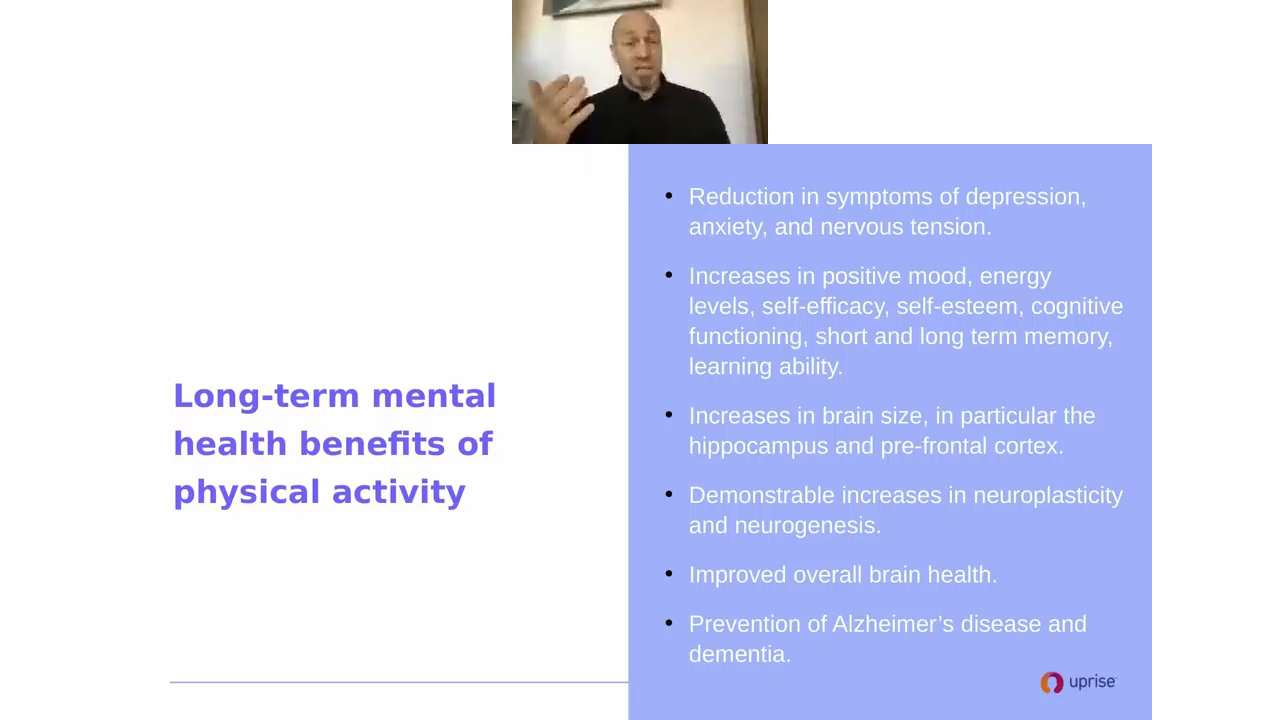 Long-term mental
health benefits of
physical activity
• Reduction in symptoms of depression,
anxiety, and nervous tension.
• Increases in positive mood, energy
levels, self-efficacy, self-esteem, cognitive
functioning, short and long term memory,
learning ability.
• Increases in brain size, in particular the
hippocampus and pre-frontal cortex.
• Demonstrable increases in neuroplasticity
and neurogenesis.
• Improved overall brain health.
• Prevention of Alzheimer’s disease and
dementia.
uprise